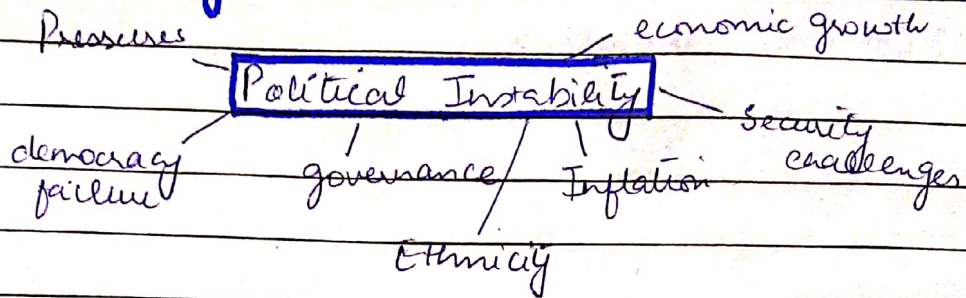 Pressures
economic growth
Political Instability
Security
challenges
democracy
failure
governance
Inflation
Ethnicity